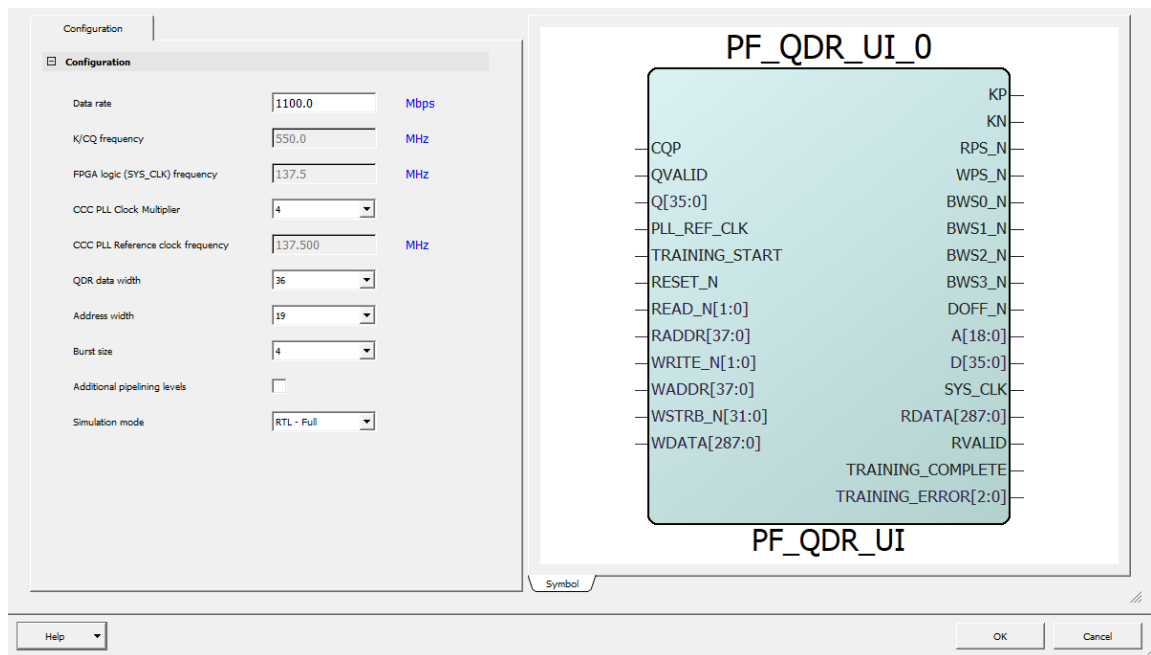 Configuration
Configuration
Data rate 1100.0 Mbps
K/CQ frequency 550.0 MHz
FPGA logic (SYS_CLK) frequency 137.5 MHz
CCC PLL Clock Multiplier 4
CCC PLL Reference clock frequency 137.500 MHz
QDR data width 36
Address width 19
Burst size 4
Additional pipelining levels
Simulation mode RTL - Full
PF_QDR_UI_0
KP
KN
CQP RPS_N
QVALID WPS_N
Q[35:0] BWS0_N
PLL_REF_CLK BWS1_N
TRAINING_START BWS2_N
RESET_N BWS3_N
READ_N[1:0] DOFF_N
RADDR[37:0] A[18:0]
WRITE_N[1:0] D[35:0]
WADDR[37:0] SYS_CLK
WSTRB_N[31:0] RDATA[287:0]
WDATA[287:0] RVALID
TRAINING_COMPLETE
TRAINING_ERROR[2:0]
PF_QDR_UI
Symbol
Help OK Cancel